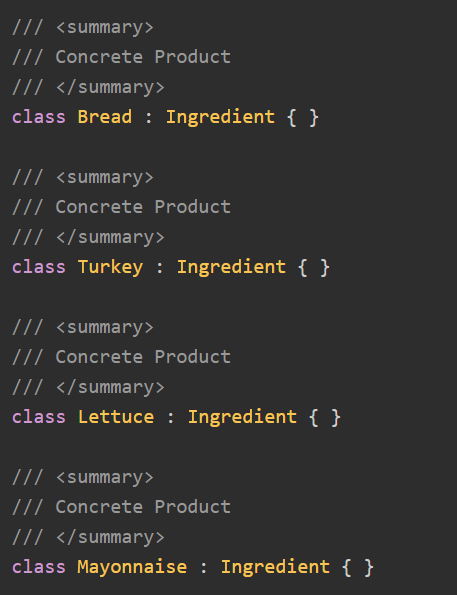 /// <summary>
/// Concrete Product
/// </summary>
class Bread : Ingredient { }
/// <summary>
/// Concrete Product
/// </summary>
class Turkey : Ingredient { }
/// <summary>
/// Concrete Product
/// </summary>
class Lettuce : Ingredient { }
/// <summary>
/// Concrete Product
/// </summary>
class Mayonnaise : Ingredient { }